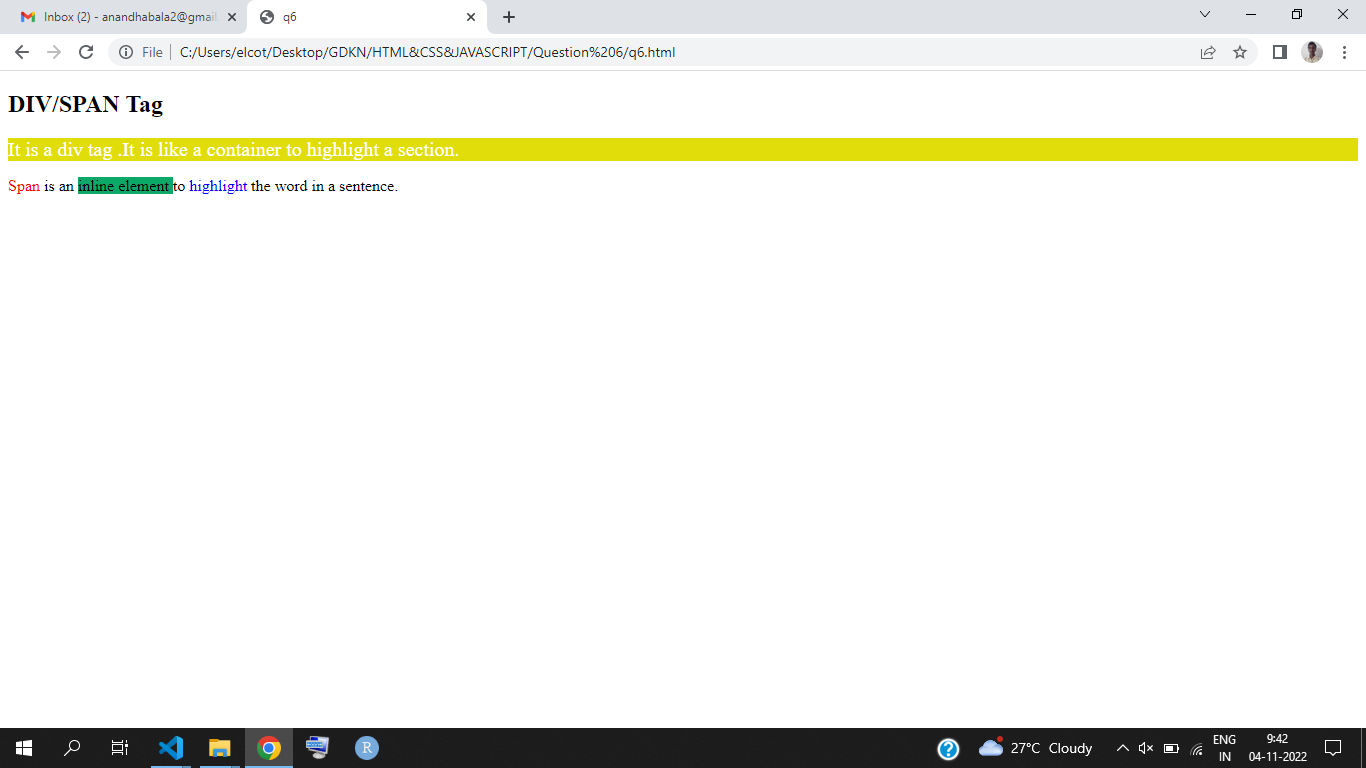 Inbox (2) - anandhabala2@gmail
q6
File
C:/Users/elcot/Desktop/GDKN/HTML&CSS&JAVASCRIPT/Question%206/q6.html
DIV/SPAN Tag
It is a div tag .It is like a container to highlight a section.
Span is an inline element to highlight the word in a sentence.
R
27°C Cloudy
ENG
IN
9:42
04-11-2022